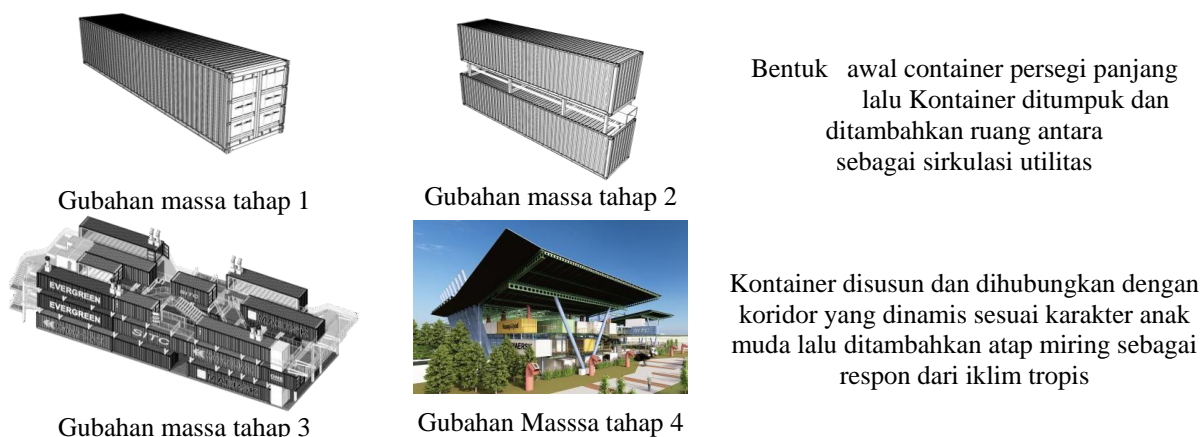 Bentuk awal container persegi panjang
lalu Kontainer ditumpuk dan
ditambahkan ruang antara
sebagai sirkulasi utilitas
Gubahan massa tahap 1
Gubahan massa tahap 2
EVERGREEN
EVERGREEN
SITC
Kontainer disusun dan dihubungkan dengan
koridor yang dinamis sesuai karakter anak
muda lalu ditambahkan atap miring sebagai
respon dari iklim tropis
Gubahan massa tahap 3
Gubahan Masssa tahap 4